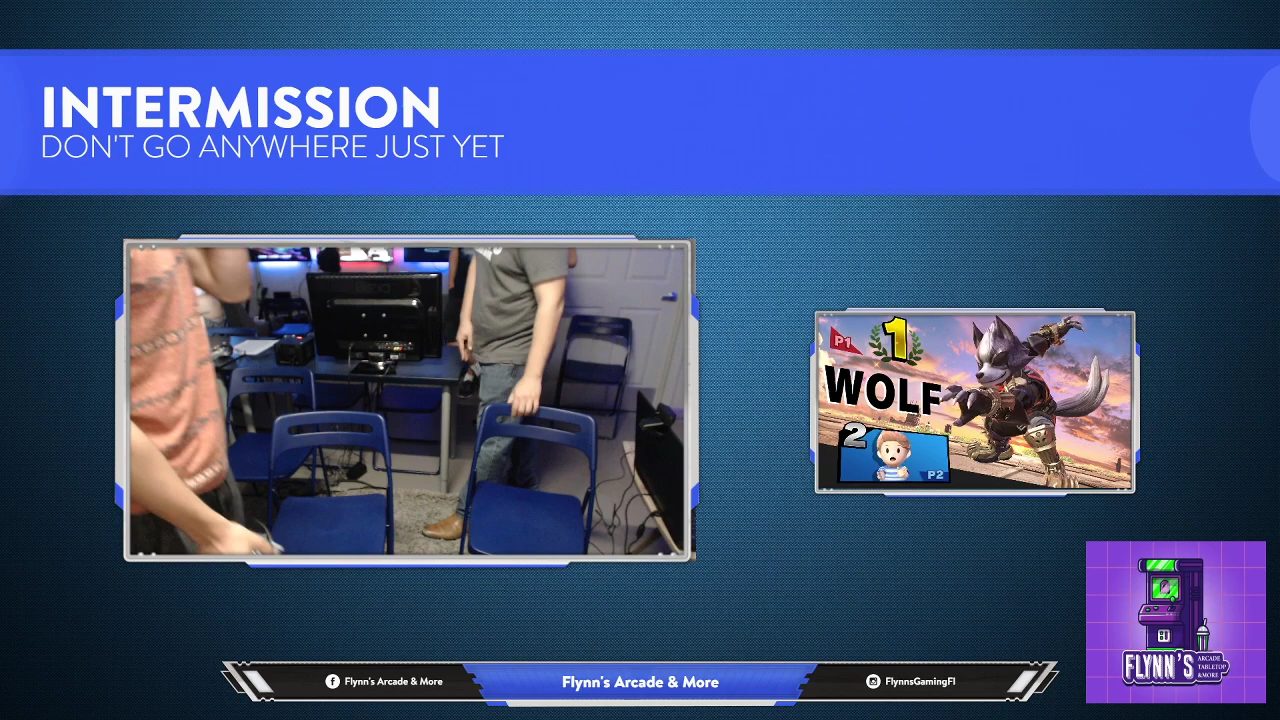 INTERMISSION
DON'T GO ANYWHERE JUST YET
P1
1
WOLF
2
P2
FLYNN'S
ARCADE
TABLETOP
&MORE
Flynn's Arcade & More
Flynn's Arcade & More
FlynnsGamingFl